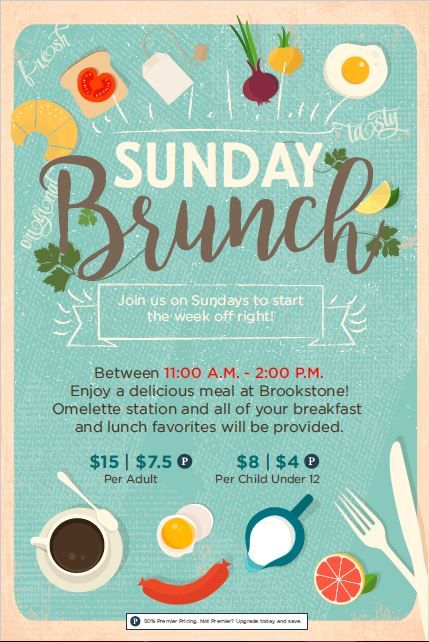 fresh
tasty
SUNDAY
Brunch
Join us on Sundays to start
the week off right!
Between 11:00 A.M. - 2:00 P.M.
Enjoy a delicious meal at Brookstone!
Omelette station and all of your breakfast
and lunch favorites will be provided.
$15 | $7.5 P $8 | $4 P
Per Adult Per Child Under 12
P 50% Premier Pricing. Not Premier? Upgrade today and save.